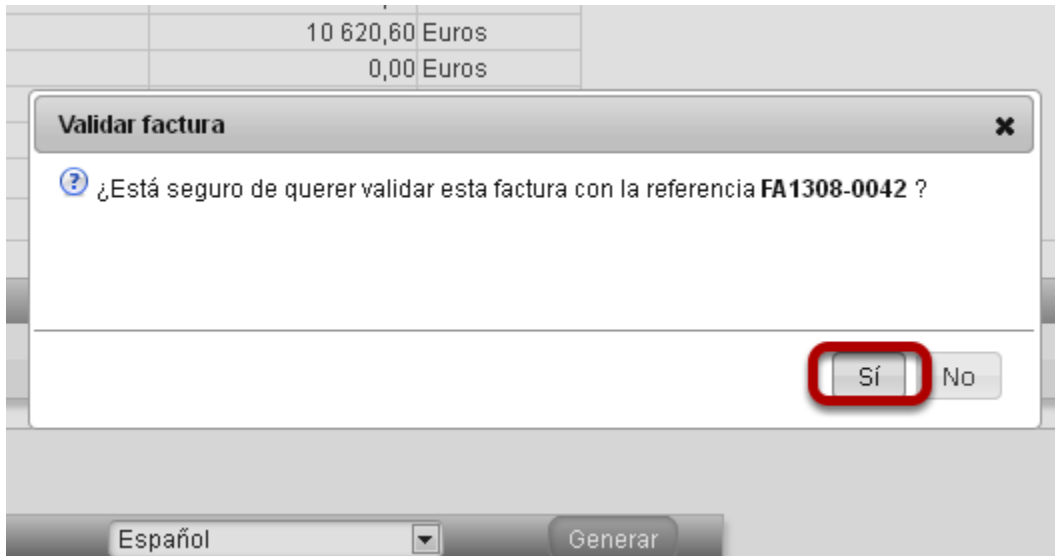 10 620,60 Euros
0,00 Euros
Validar factura
¿Está seguro de querer validar esta factura con la referencia FA1308-0042 ?
Sí No
Español Generar